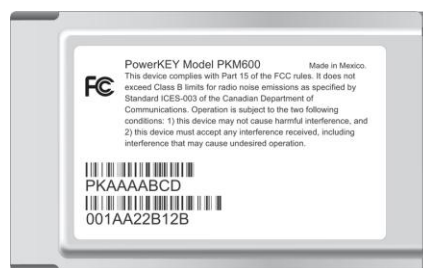 PowerKEY Model PKM600 Made in Mexico.
This device complies with Part 15 of the FCC rules. It does not
FC exceed Class B limits for radio noise emissions as specified by
Standard ICES-003 of the Canadian Department of
Communications. Operation is subject to the two following
conditions: 1) this device may not cause harmful interference, and
2) this device must accept any interference received, including
interference that may cause undesired operation.
PKAAAABCD
001AA22B12B